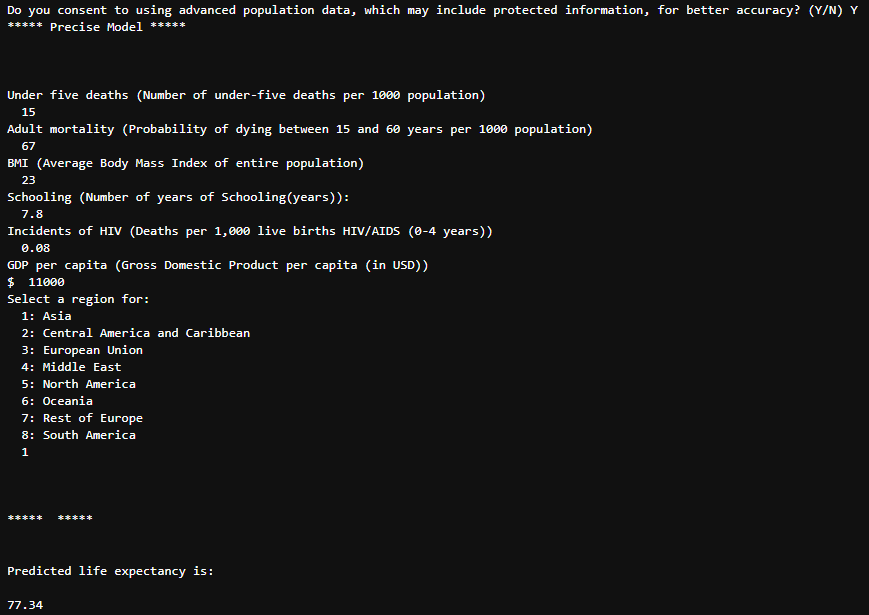 Do you consent to using advanced population data, which may include protected information, for better accuracy? (Y/N) Y
***** Precise Model *****
Under five deaths (Number of under-five deaths per 1000 population)
15
Adult mortality (Probability of dying between 15 and 60 years per 1000 population)
67
BMI (Average Body Mass Index of entire population)
23
Schooling (Number of years of Schooling(years)):
7.8
Incidents of HIV (Deaths per 1,000 live births HIV/AIDS (0-4 years))
0.08
GDP per capita (Gross Domestic Product per capita (in USD))
$  11000
Select a region for:
1: Asia
2: Central America and Caribbean
3: European Union
4: Middle East
5: North America
6: Oceania
7: Rest of Europe
8: South America
1
*****  *****
Predicted life expectancy is:
77.34